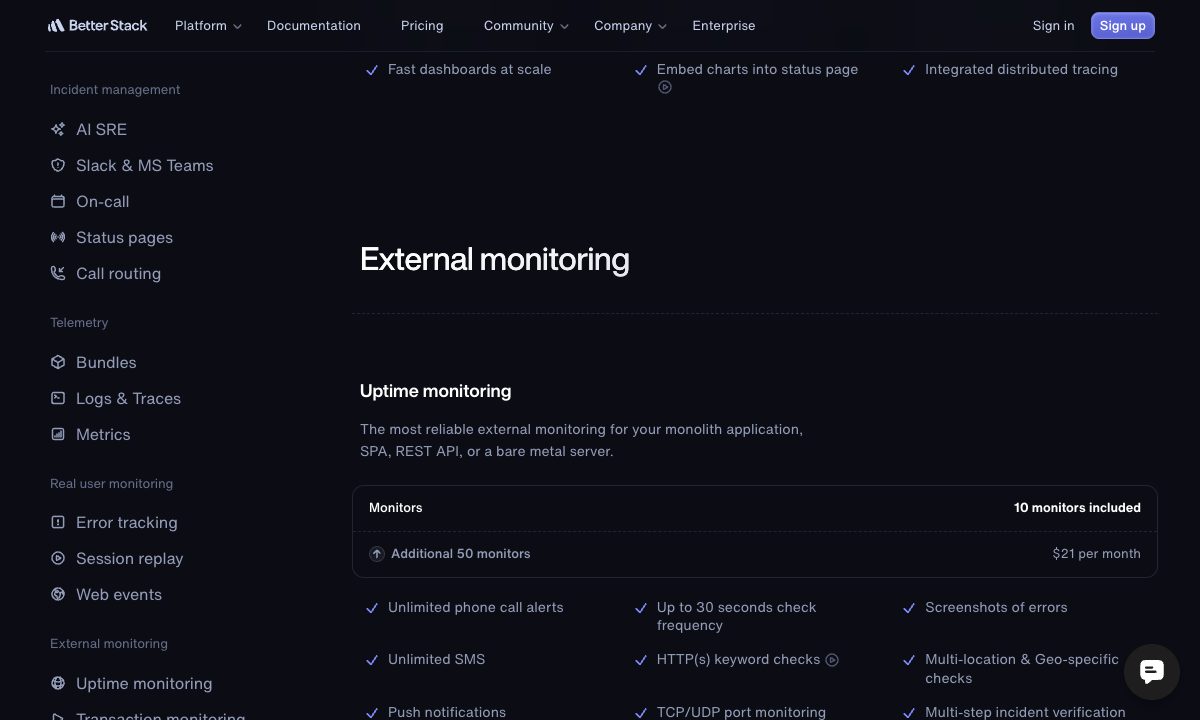 Better Stack
Platform
Documentation
Pricing
Community
Company
Enterprise
Sign in
Sign up
Incident management
AI SRE
Slack & MS Teams
On-call
Status pages
Call routing
Telemetry
Bundles
Logs & Traces
Metrics
Real user monitoring
Error tracking
Session replay
Web events
External monitoring
Uptime monitoring
Transaction monitoring
Fast dashboards at scale
Embed charts into status page
Integrated distributed tracing
External monitoring
Uptime monitoring
The most reliable external monitoring for your monolith application,
SPA, REST API, or a bare metal server.
Monitors
10 monitors included
Additional 50 monitors
$21 per month
Unlimited phone call alerts
Up to 30 seconds check
frequency
Screenshots of errors
Unlimited SMS
HTTP(s) keyword checks
Multi-location & Geo-specific
checks
Push notifications
TCP/UDP port monitoring
Multi-step incident verification